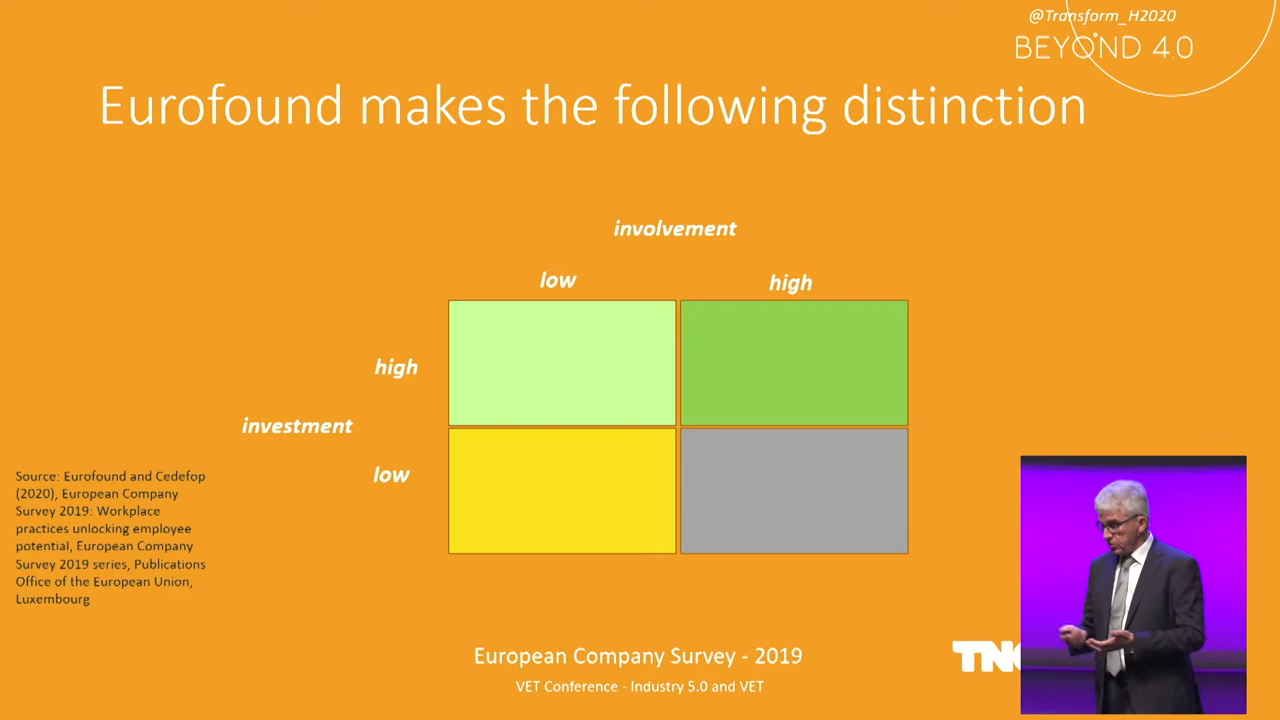 @Transform_H2020
BEYOND 4.0
Eurofound makes the following distinction
involvement
low
high
high
investment
low
Source: Eurofound and Cedefop
(2020), European Company
Survey 2019: Workplace
practices unlocking employee
potential, European Company
Survey 2019 series, Publications
Office of the European Union,
Luxembourg
European Company Survey - 2019
VET Conference - Industry 5.0 and VET